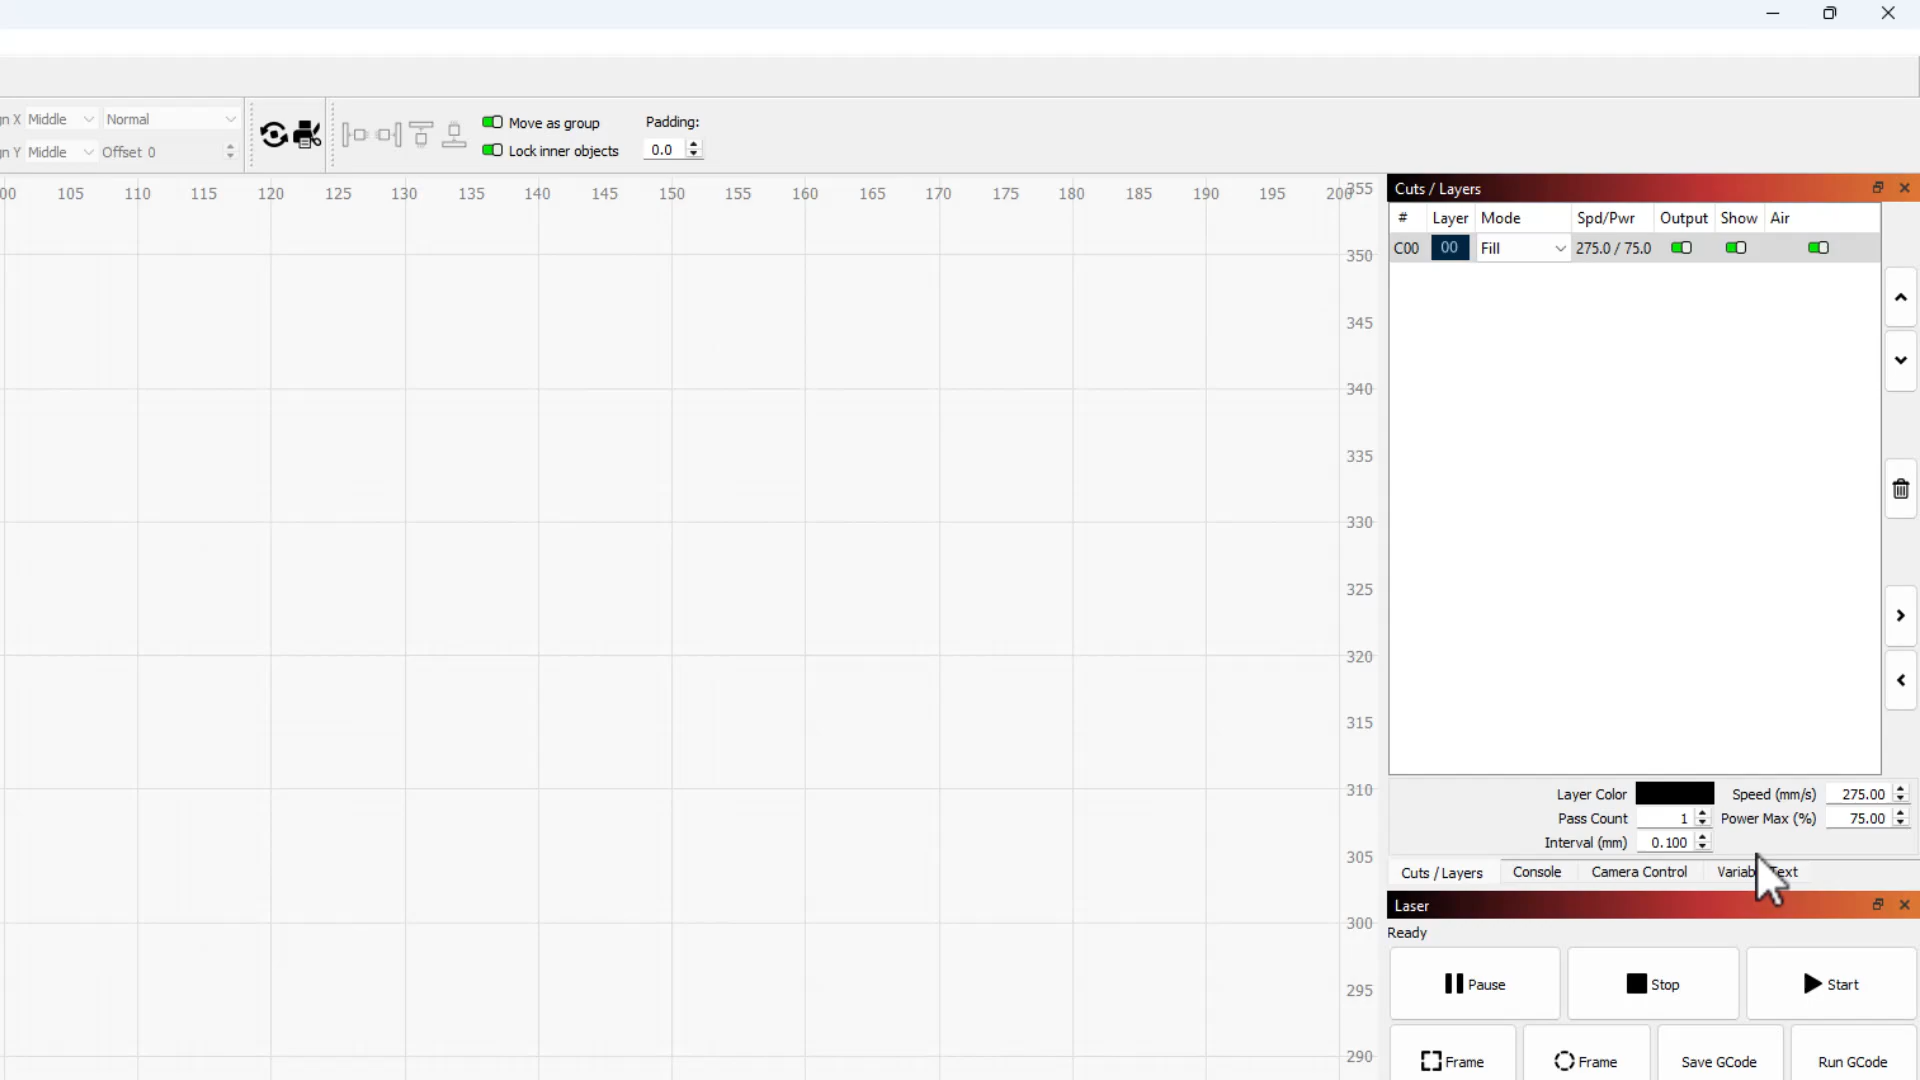 gn X Middle Normal
Move as group Padding:
gn Y Middle Offset 0
Lock inner objects 0.0
00 105 110 115 120 125 130 135 140 145 150 155 160 165 170 175 180 185 190 195 200
355
350
345
340
335
330
325
320
315
310
305
300
295
290
Cuts / Layers
# Layer Mode Spd/Pwr Output Show Air
C00 00 Fill 275.0 / 75.0
Layer Color Speed (mm/s) 275.00
Pass Count 1 Power Max (%) 75.00
Interval (mm) 0.100
Cuts / Layers Console Camera Control Variab Text
Laser
Ready
Pause Stop Start
Frame Frame Save GCode Run GCode